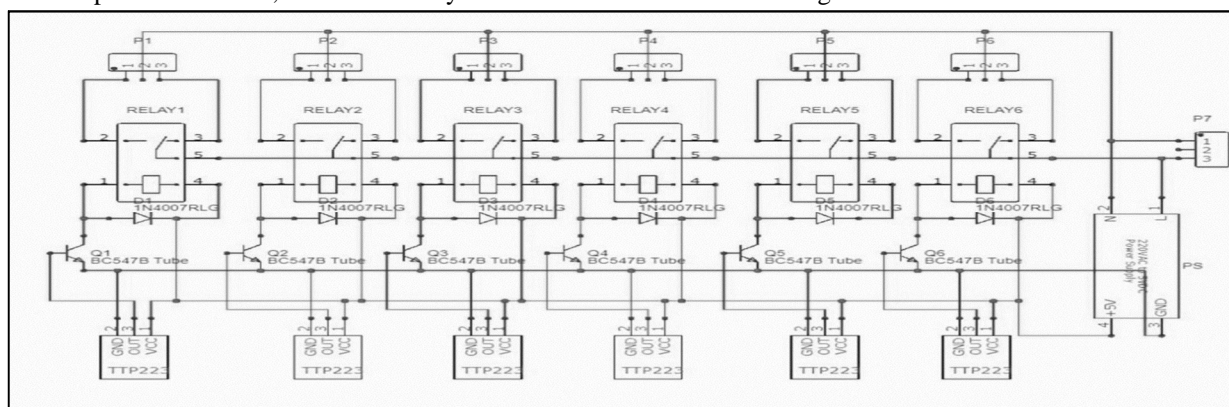 P1 P2 P3 P4 P5 P6
1 2 3 1 2 3 1 2 3 1 2 3 1 2 3 1 2 3
RELAY1 RELAY2 RELAY3 RELAY4 RELAY5 RELAY6
P7
2 3 2 3 2 3 2 3 2 3 2 3
1
2
3
5 5 5 5 5 5
1 4 1 4 1 4 1 4 1 4 1 4
D1 D2 D3 D4 D5 D6
1N4007RLG 1N4007RLG 1N4007RLG 1N4007RLG 1N4007RLG 1N4007RLG
2 1
N L
Q1 Q2 Q3 Q4 Q5 Q6
BC547B Tube BC547B Tube BC547B Tube BC547B Tube BC547B Tube BC547B Tube
220VAC
Power Supply
PS
+5V GND
4 3
2 3 1 2 3 1 2 3 1 2 3 1 2 3 1 2 3 1
GND OUT VCC GND OUT VCC GND OUT VCC GND OUT VCC GND OUT VCC GND OUT VCC
TTP223 TTP223 TTP223 TTP223 TTP223 TTP223